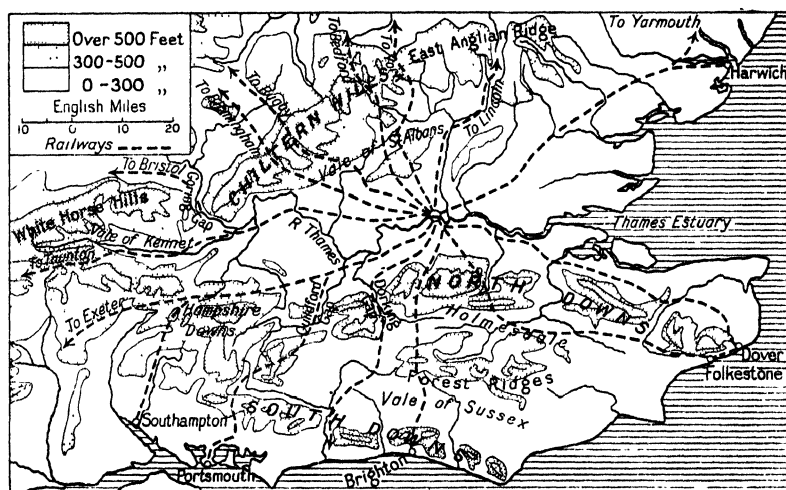 Over 500 Feet
300-500 „
0-300 „
English Miles
10 0 10 20
Railways
To Yarmouth
East Anglian Ridge
Harwich
To Bedford
To Rugby
To Birmingham
To Lincoln
CHILTERN HILLS
Vale of St Albans
To Bristol
Goring Gap
White Horse Hills
Vale of Kennet
R Thames
Thames Estuary
To Taunton
To Exeter
Hampshire Downs
Guildford Gap
Dorking
NORTH DOWNS
Holmesdale
Dover
Folkestone
Forest Ridges
Vale of Sussex
Southampton
SOUTH DOWNS
Portsmouth
Brighton